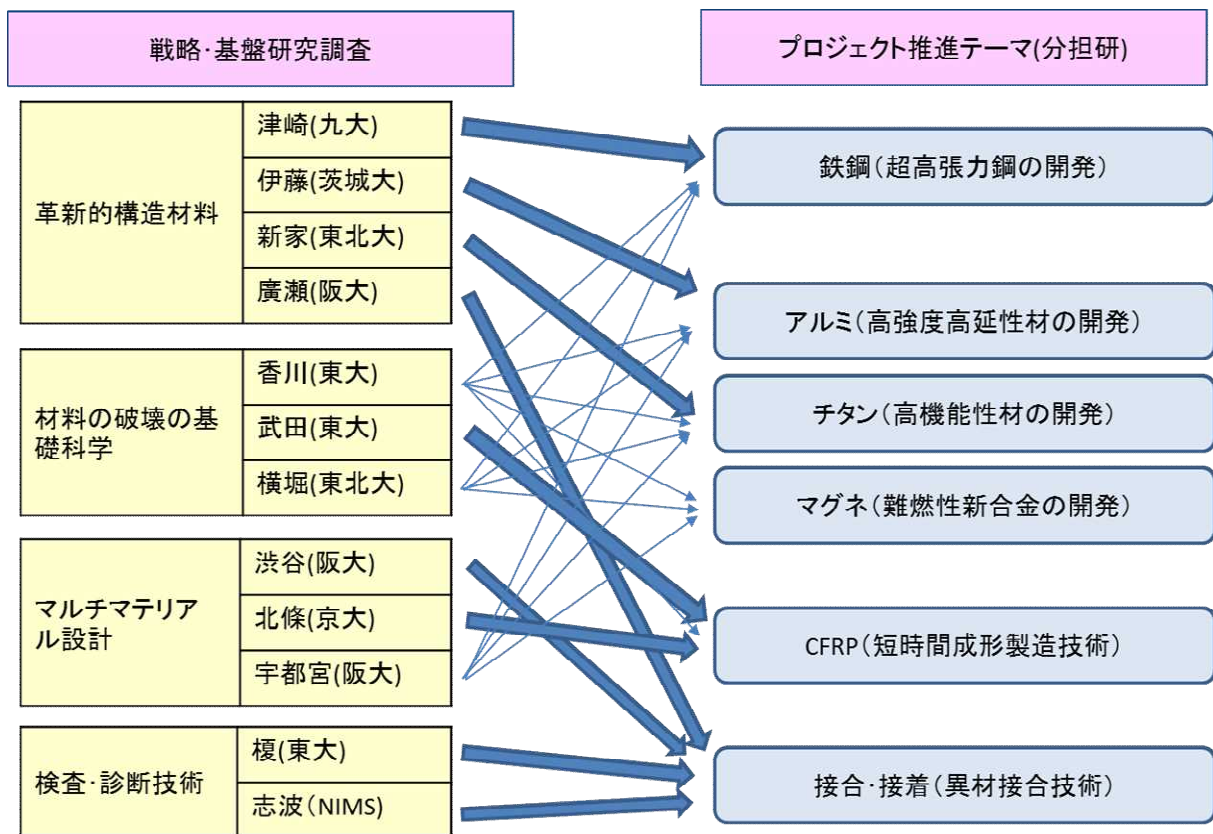 戦略・基盤研究調査
プロジェクト推進テーマ(分担研)
革新的構造材料
津崎(九大)
伊藤(茨城大)
新家(東北大)
廣瀬(阪大)
材料の破壊の基
礎科学
香川(東大)
武田(東大)
横堀(東北大)
マルチマテリア
ル設計
渋谷(阪大)
北條(京大)
宇都宮(阪大)
検査・診断技術
榎(東大)
志波(NIMS)
鉄鋼(超高張力鋼の開発)
アルミ(高強度高延性材の開発)
チタン(高機能性材の開発)
マグネ(難燃性新合金の開発)
CFRP(短時間成形製造技術)
接合・接着(異材接合技術)